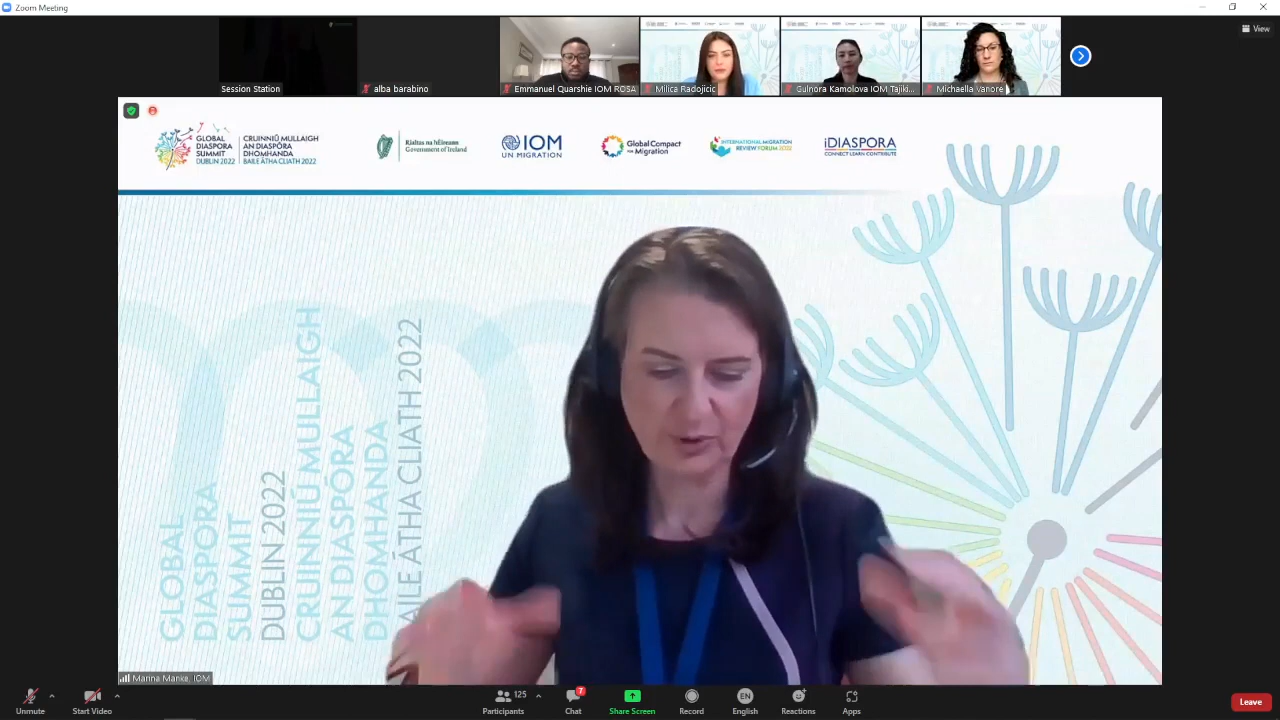 Zoom Meeting
View
Session Station
alba barabino
Emmanuel Quarshie IOM ROSA
Milica Radojicic
Gulnora Kamolova IOM Tajiki...
Michaella Vanore
GLOBAL
DIASPORA
SUMMIT
DUBLIN 2022
CRUINNIÚ MULLAIGH
AN DIASPÓRA
DHOMHANDA
BAILE ÁTHA CLIATH 2022
Rialtas na hÉireann
Government of Ireland
IOM
UN MIGRATION
Global Compact
FOR Migration
INTERNATIONAL MIGRATION
REVIEW FORUM 2022
iDIASPORA
CONNECT LEARN CONTRIBUTE
GLOBAL
DIASPORA
SUMMIT
DUBLIN 2022
CRUINNIÚ MULLAIGH
AN DIASPÓRA
DHOMHANDA
AILE ÁTHA CLIATH 2022
Marina Manke, IOM
Unmute
Start Video
125
Participants
7
Chat
Share Screen
Record
EN
English
Reactions
Apps
Leave